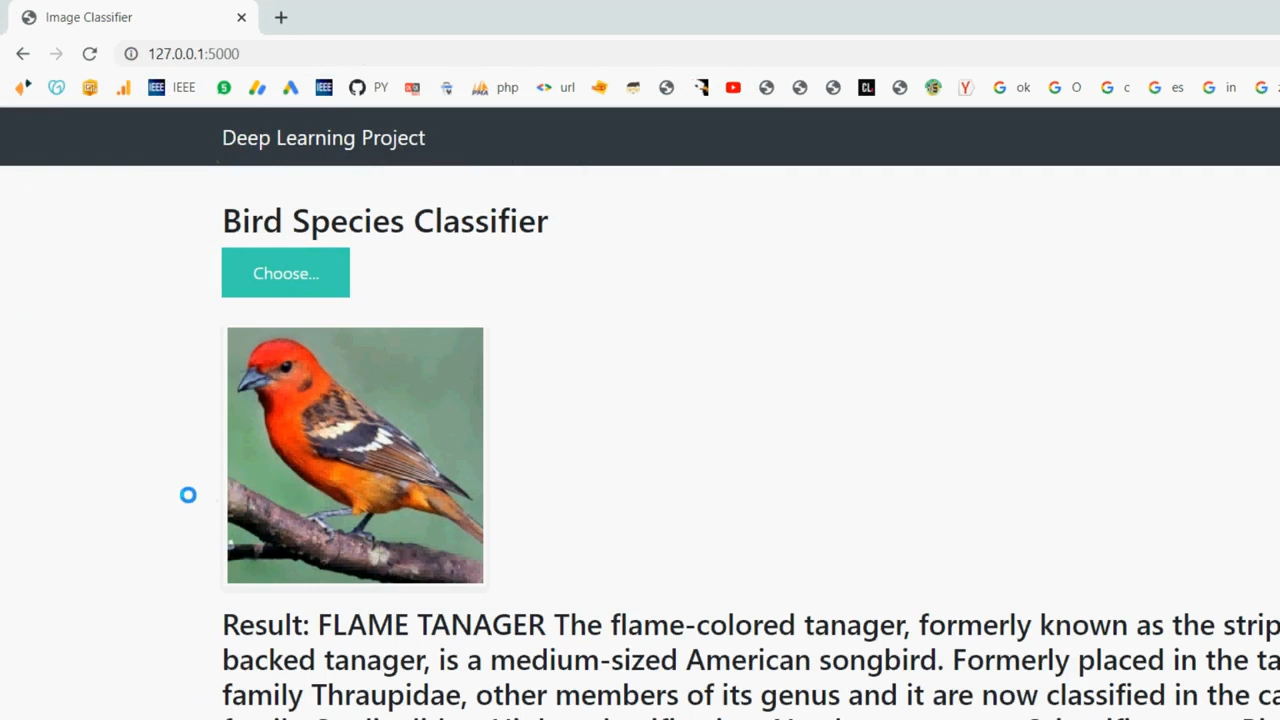 Image Classifier
127.0.0.1:5000
IEEE PY php url ok O c es in
Deep Learning Project
Bird Species Classifier
Choose...
Result: FLAME TANAGER The flame-colored tanager, formerly known as the strip
backed tanager, is a medium-sized American songbird. Formerly placed in the ta
family Thraupidae, other members of its genus and it are now classified in the ca